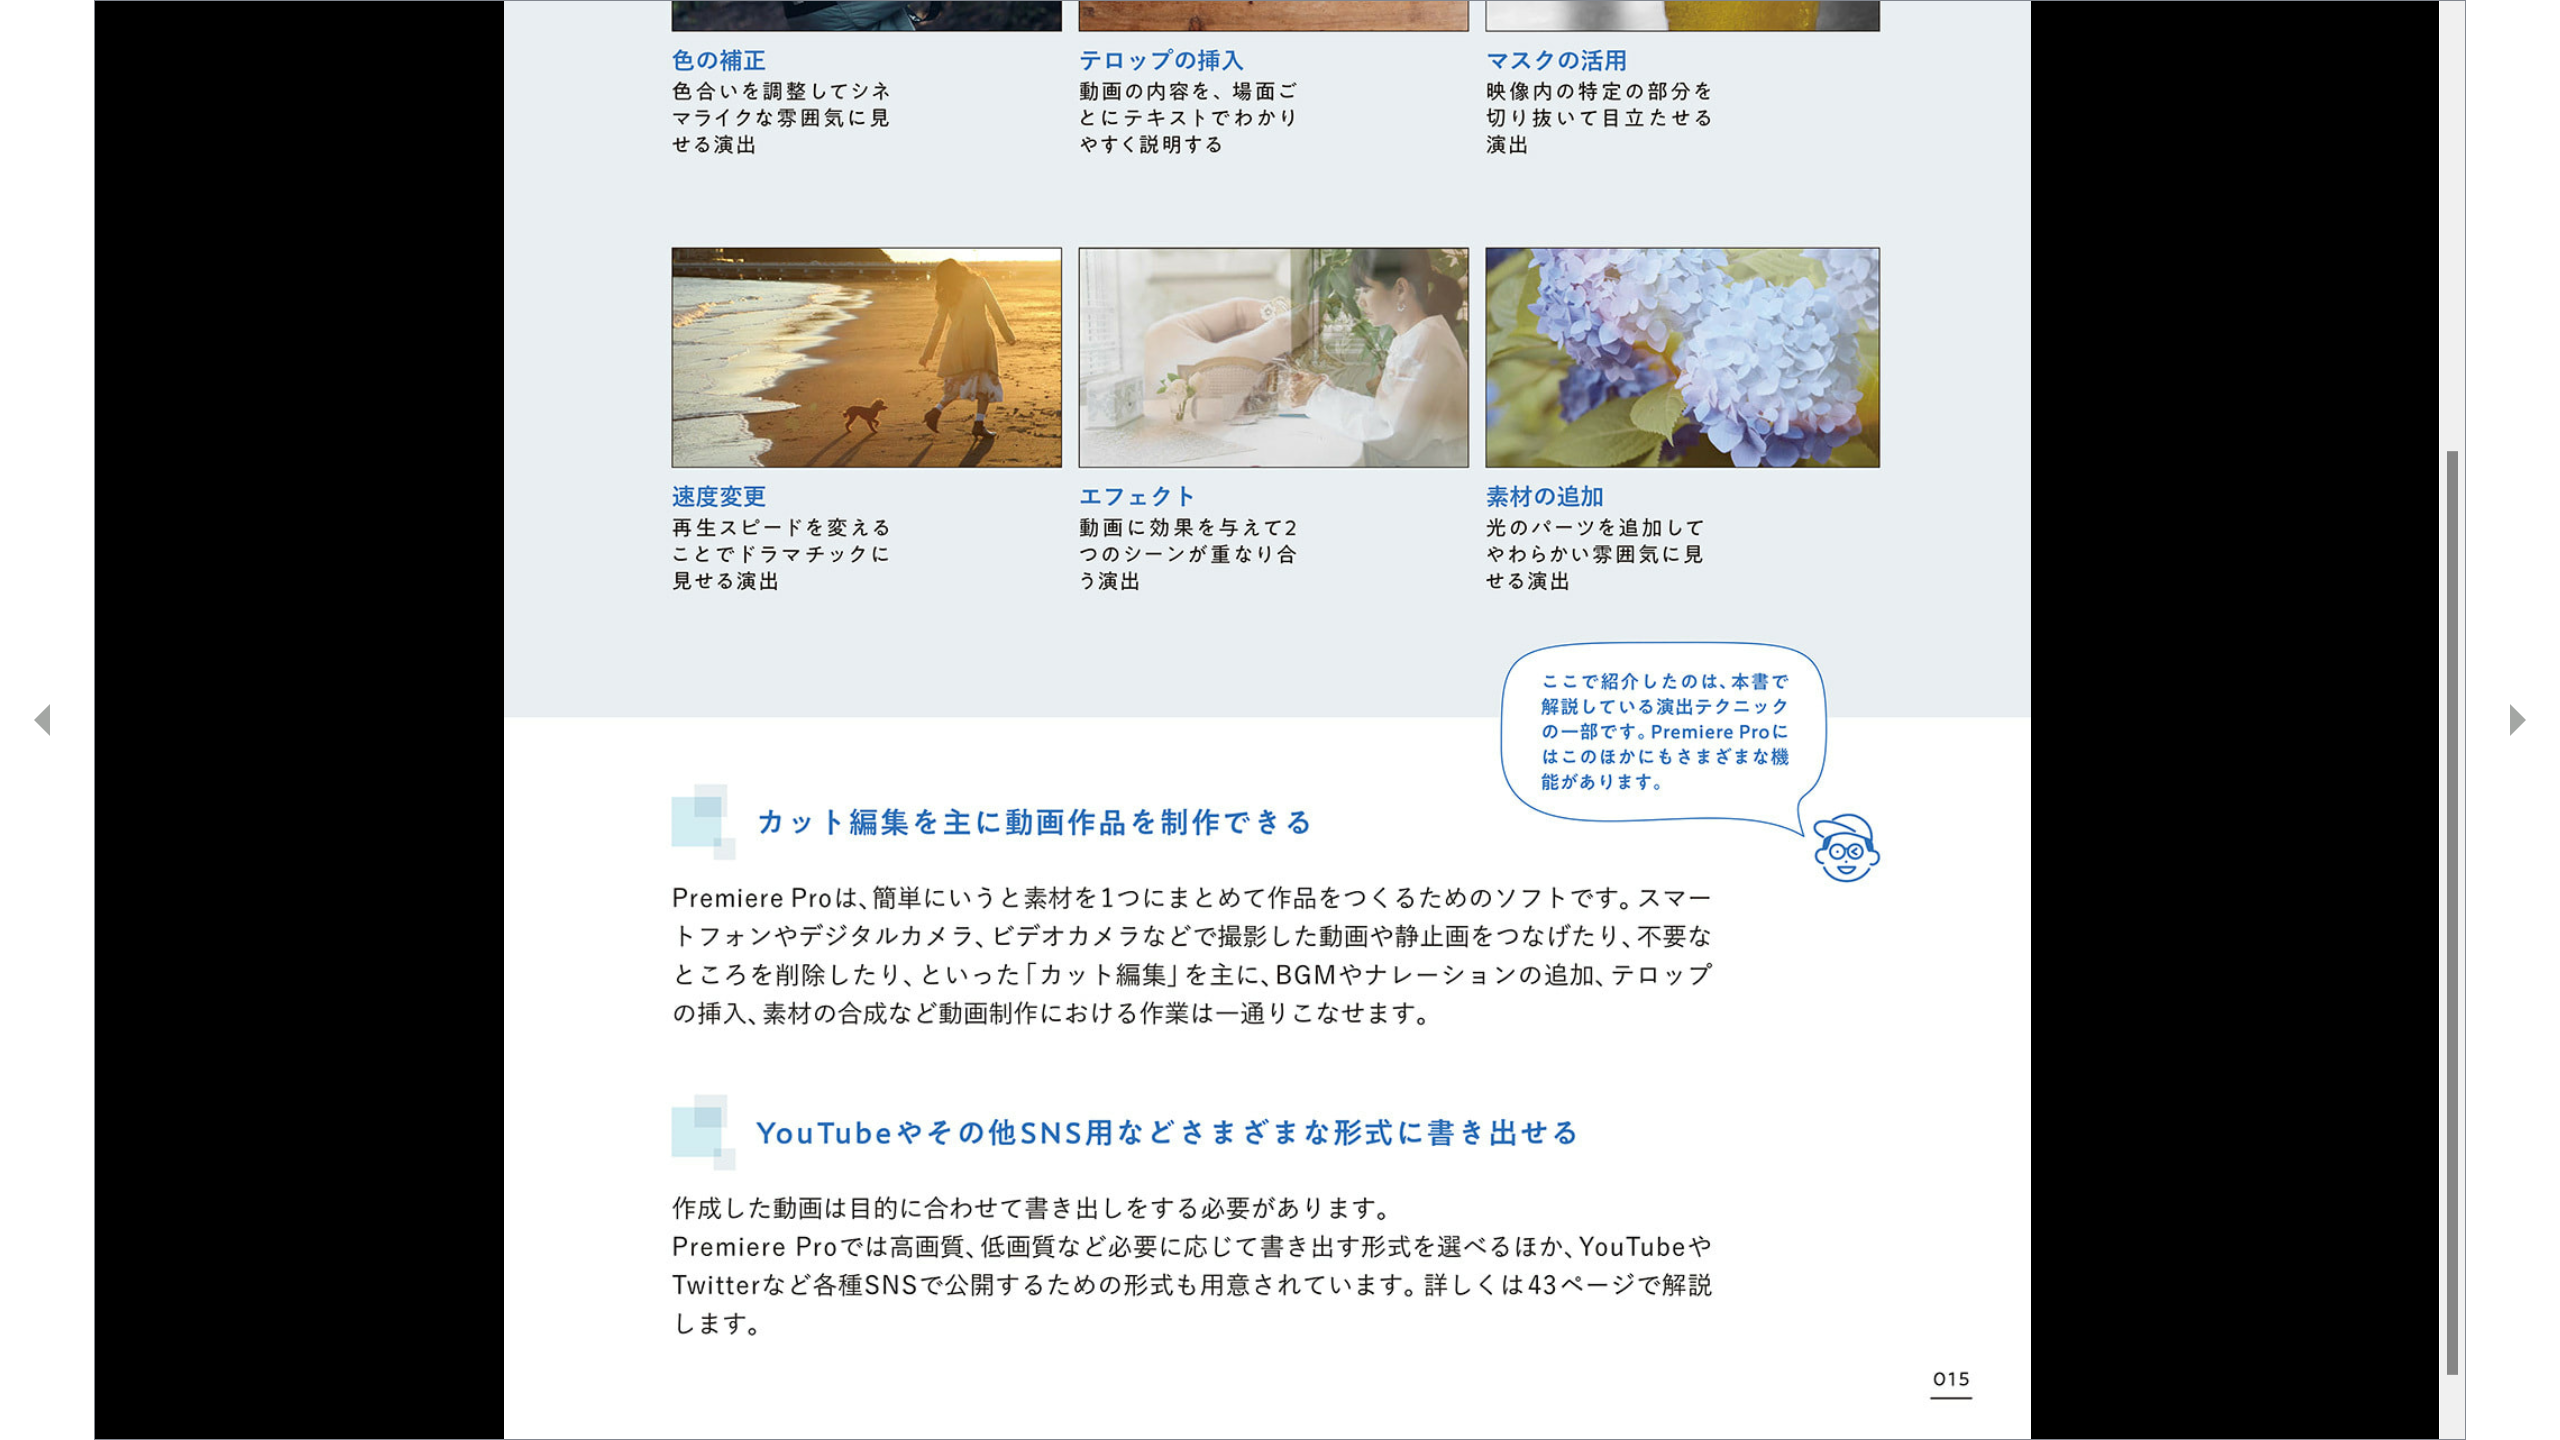 色の補正
色合いを調整してシネ
マライクな雰囲気に見
せる演出
テロップの挿入
動画の内容を、場面ご
とにテキストでわかり
やすく説明する
マスクの活用
映像内の特定の部分を
切り抜いて目立たせる
演出
速度変更
再生スピードを変える
ことでドラマチックに
見せる演出
エフェクト
動画に効果を与えて2
つのシーンが重なり合
う演出
素材の追加
光のパーツを追加して
やわらかい雰囲気に見
せる演出
ここで紹介したのは、本書で
解説している演出テクニック
の一部です。Premiere Proに
はこのほかにもさまざまな機
能があります。
カット編集を主に動画作品を制作できる
Premiere Proは、簡単にいうと素材を1つにまとめて作品をつくるためのソフトです。スマー
トフォンやデジタルカメラ、ビデオカメラなどで撮影した動画や静止画をつなげたり、不要な
ところを削除したり、といった「カット編集」を主に、BGMやナレーションの追加、テロップ
の挿入、素材の合成など動画制作における作業は一通りこなせます。
YouTubeやその他SNS用などさまざまな形式に書き出せる
作成した動画は目的に合わせて書き出しをする必要があります。
Premiere Proでは高画質、低画質など必要に応じて書き出す形式を選べるほか、YouTubeや
Twitterなど各種SNSで公開するための形式も用意されています。詳しくは43ページで解説
します。
015